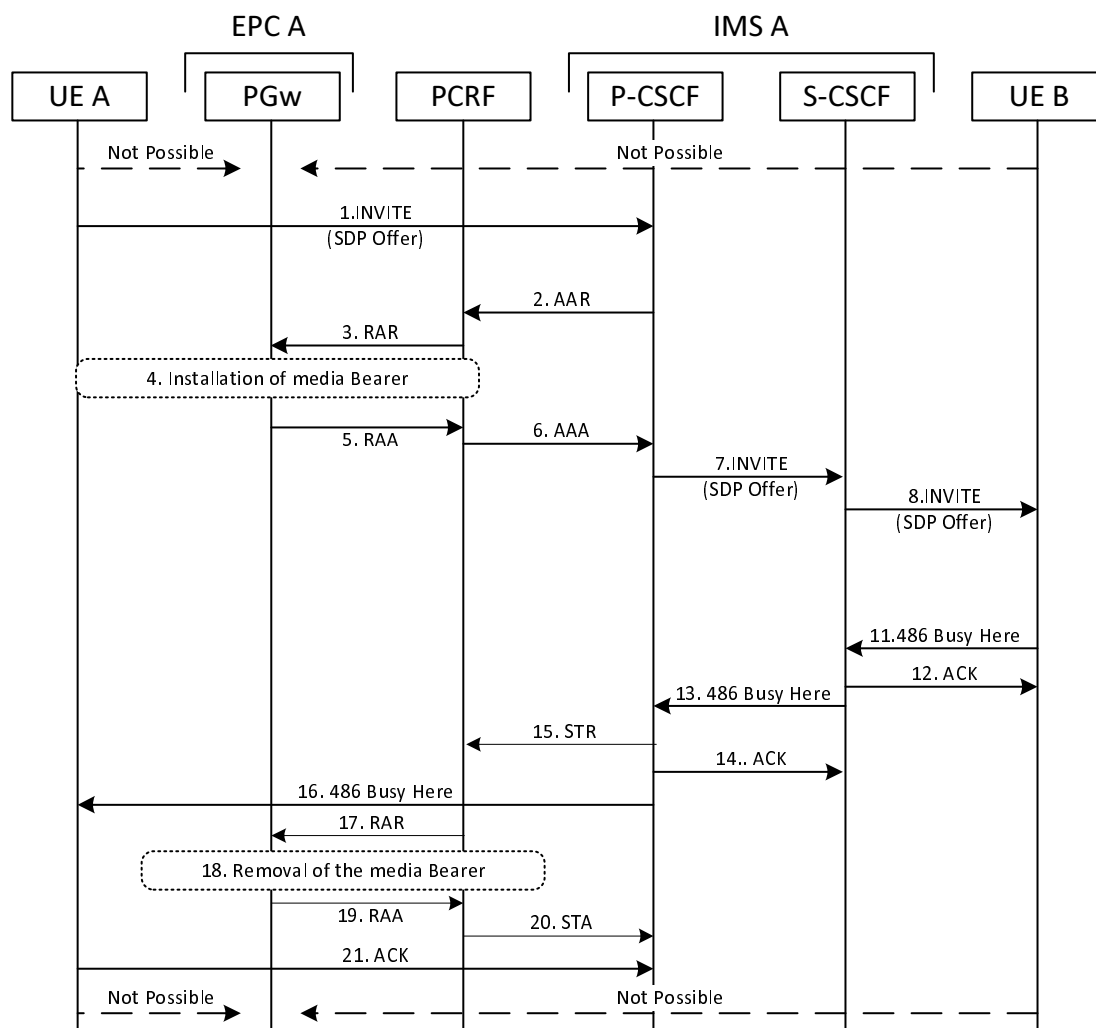 EPC A
IMS A
UE A
PGw
PCRF
P-CSCF
S-CSCF
UE B
Not Possible
Not Possible
1.INVITE
(SDP Offer)
2. AAR
3. RAR
4. Installation of media Bearer
5. RAA
6. AAA
7.INVITE
(SDP Offer)
8.INVITE
(SDP Offer)
11.486 Busy Here
12. ACK
13. 486 Busy Here
15. STR
14.. ACK
16. 486 Busy Here
17. RAR
18. Removal of the media Bearer
19. RAA
20. STA
21. ACK
Not Possible
Not Possible